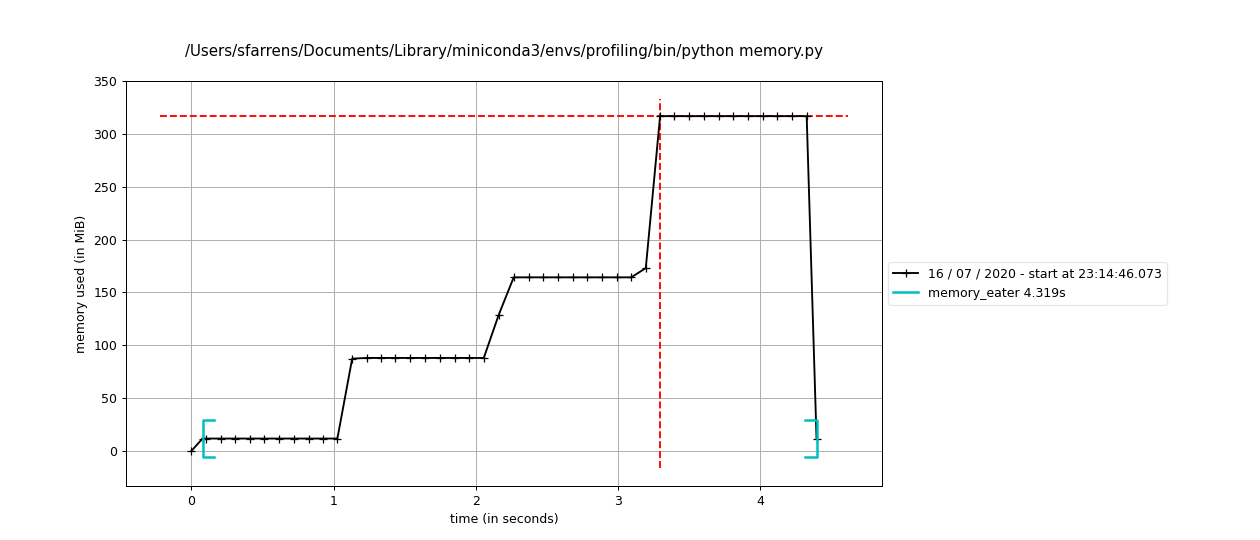 /Users/sfarrens/Documents/Library/miniconda3/envs/profiling/bin/python memory.py
350
300
250
200
150
100
50
0
memory used (in MiB)
0 1 2 3 4
time (in seconds)
16 / 07 / 2020 - start at 23:14:46.073
memory_eater 4.319s